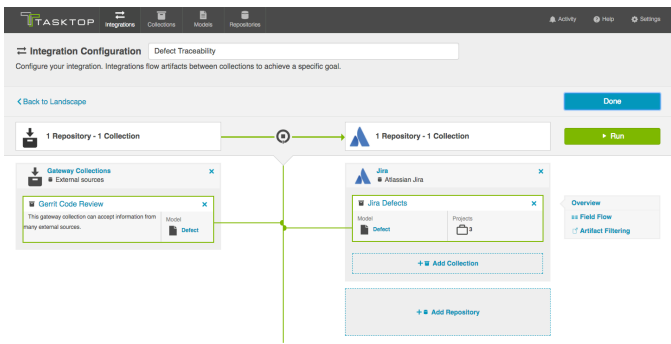 TASKTOP
Integrations
Collections
Models
Repositories
Activity
Help
Settings
Integration Configuration
Defect Traceability
Configure your integration. Integrations flow artifacts between collections to achieve a specific goal.
Back to Landscape
Done
1 Repository - 1 Collection
1 Repository - 1 Collection
Run
Gateway Collections
External sources
Gerrit Code Review
This gateway collection can accept information from
many external sources.
Model
Defect
Jira
Atlassian Jira
Jira Defects
Model
Defect
Projects
3
+ Add Collection
+ Add Repository
Overview
Field Flow
Artifact Filtering